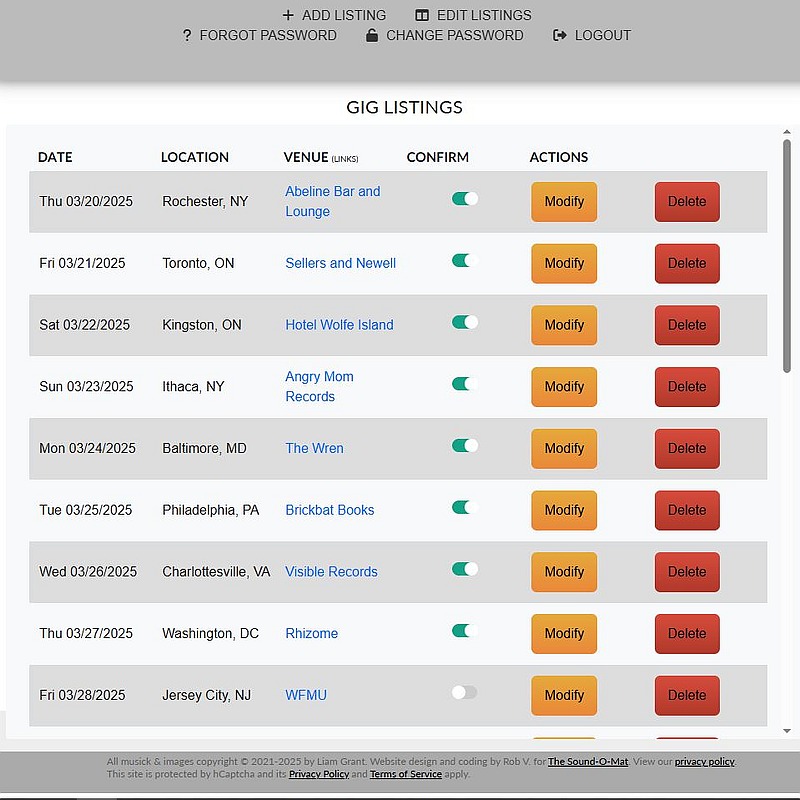 ADD LISTING EDIT LISTINGS
? FORGOT PASSWORD CHANGE PASSWORD LOGOUT
GIG LISTINGS
DATE LOCATION VENUE (LINKS) CONFIRM ACTIONS
Thu 03/20/2025 Rochester, NY Abeline Bar and Lounge Modify Delete
Fri 03/21/2025 Toronto, ON Sellers and Newell Modify Delete
Sat 03/22/2025 Kingston, ON Hotel Wolfe Island Modify Delete
Sun 03/23/2025 Ithaca, NY Angry Mom Records Modify Delete
Mon 03/24/2025 Baltimore, MD The Wren Modify Delete
Tue 03/25/2025 Philadelphia, PA Brickbat Books Modify Delete
Wed 03/26/2025 Charlottesville, VA Visible Records Modify Delete
Thu 03/27/2025 Washington, DC Rhizome Modify Delete
Fri 03/28/2025 Jersey City, NJ WFMU Modify Delete
All musick & images copyright © 2021-2025 by Liam Grant. Website design and coding by Rob V. for The Sound-O-Mat. View our privacy policy.
This site is protected by hCaptcha and its Privacy Policy and Terms of Service apply.